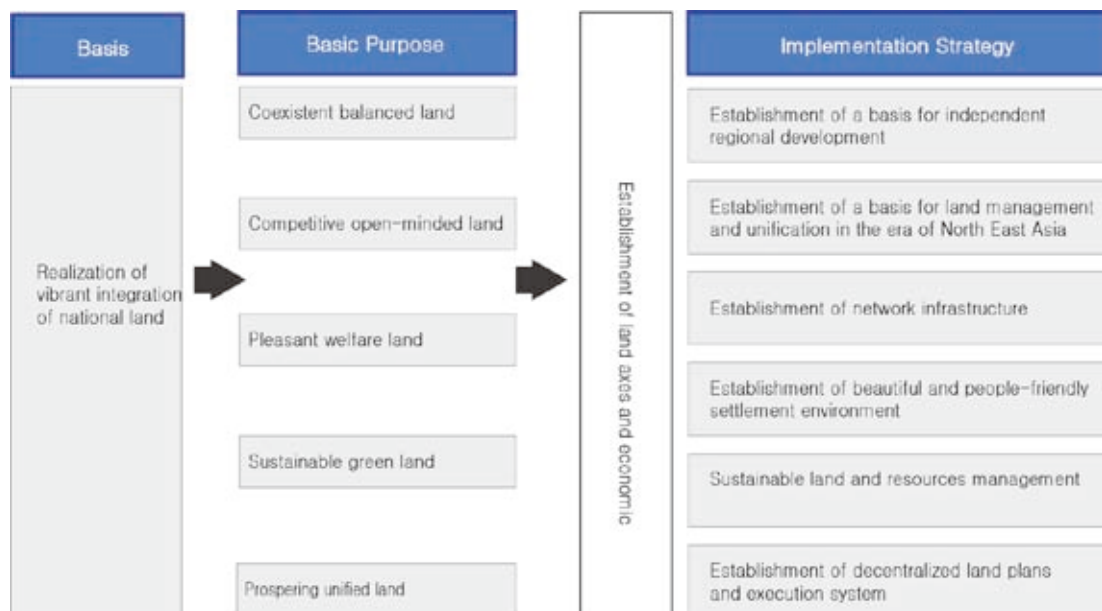 Basis
Realization of
vibrant integration
of national land
Basic Purpose
Coexistent balanced land
Competitive open-minded land
Pleasant welfare land
Sustainable green land
Prospering unified land
Establishment of land axes and economic
Implementation Strategy
Establishment of a basis for independent
regional development
Establishment of a basis for land management
and unification in the era of North East Asia
Establishment of network infrastructure
Establishment of beautiful and people-friendly
settlement environment
Sustainable land and resources management
Establishment of decentralized land plans
and execution system